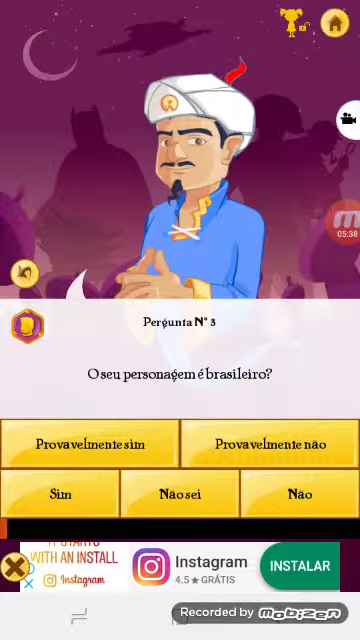 05:38
Pergunta N° 3
O seu personagem é brasileiro?
Provavelmente sim
Provavelmente não
Sim
Não sei
Não
WITH AN INSTALL
Instagram
Instagram
4.5★ GRÁTIS
INSTALAR
Recorded by mobizen